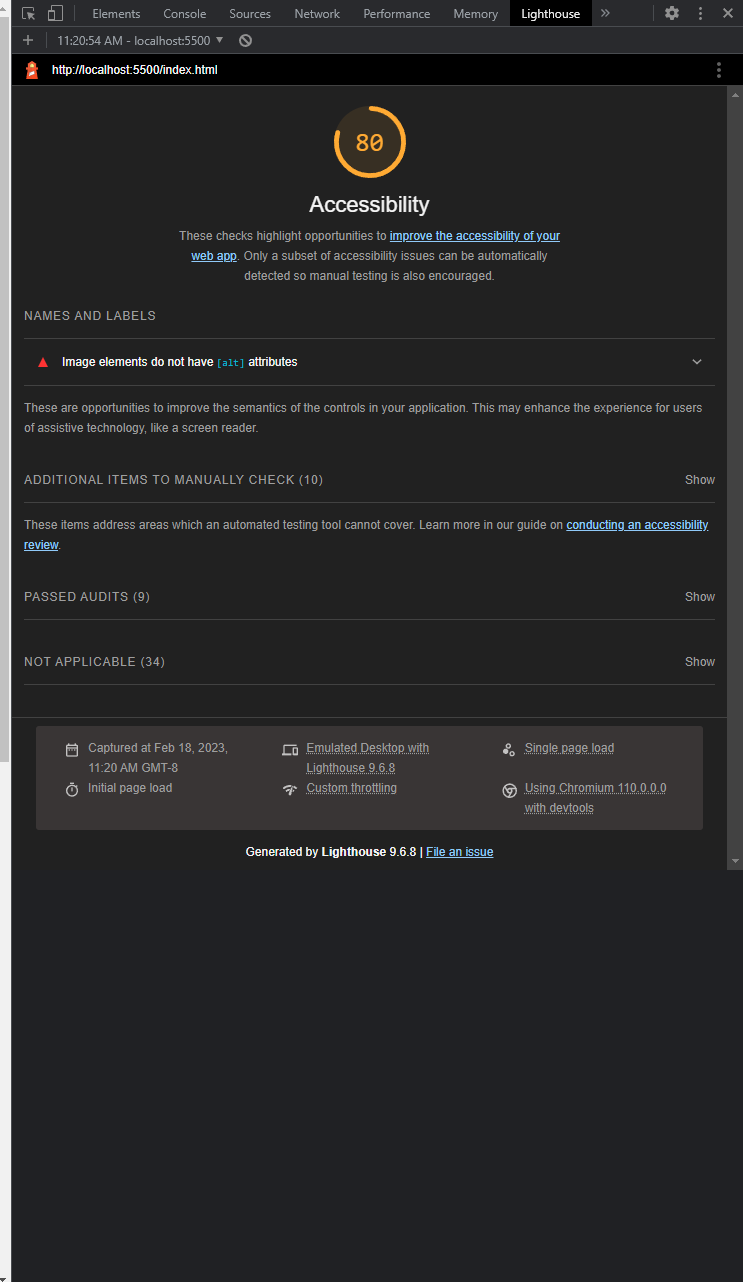 Elements Console Sources Network Performance Memory Lighthouse »
+ 11:20:54 AM - localhost:5500 ▼
http://localhost:5500/index.html
80
Accessibility
These checks highlight opportunities to improve the accessibility of your
web app. Only a subset of accessibility issues can be automatically
detected so manual testing is also encouraged.
NAMES AND LABELS
Image elements do not have [alt] attributes
These are opportunities to improve the semantics of the controls in your application. This may enhance the experience for users
of assistive technology, like a screen reader.
ADDITIONAL ITEMS TO MANUALLY CHECK (10) Show
These items address areas which an automated testing tool cannot cover. Learn more in our guide on conducting an accessibility
review.
PASSED AUDITS (9) Show
NOT APPLICABLE (34) Show
Captured at Feb 18, 2023,
11:20 AM GMT-8
Emulated Desktop with
Lighthouse 9.6.8
Single page load
Initial page load
Custom throttling
Using Chromium 110.0.0.0
with devtools
Generated by Lighthouse 9.6.8 | File an issue